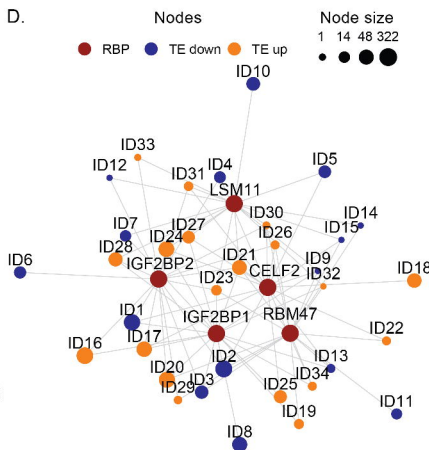 D.
Nodes
Node size
RBP
TE down
TE up
1 14 48 322
ID10
ID33
ID12
ID31
ID4
ID5
LSM11
ID30
ID14
ID15
ID7
ID24
ID27
ID26
ID28
IGF2BP2
ID21
CELF2
ID9
ID32
ID6
ID23
ID18
ID1
IGF2BP1
RBM47
ID16
ID17
ID22
ID20
ID2
ID13
ID29
ID3
ID25
ID34
ID19
ID11
ID8